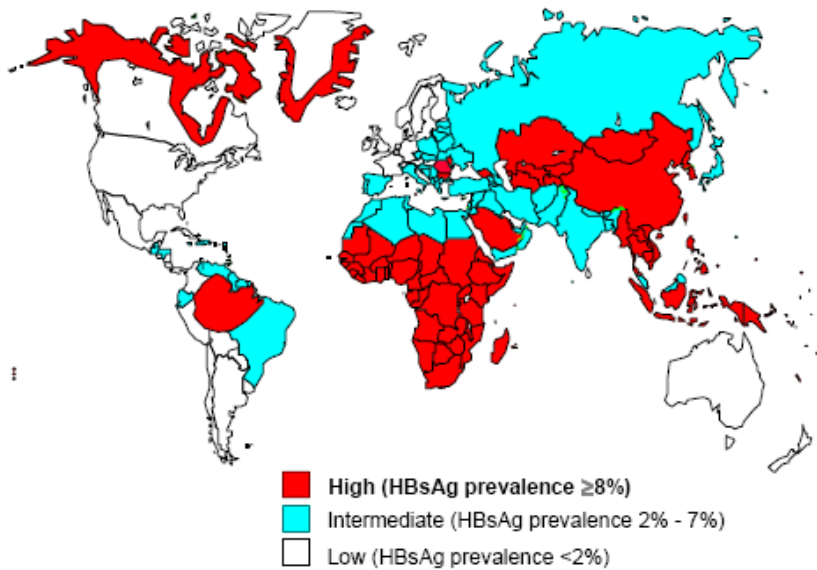 High (HBsAg prevalence ≥8%)
Intermediate (HBsAg prevalence 2% - 7%)
Low (HBsAg prevalence <2%)